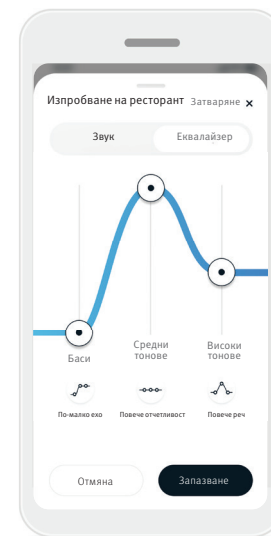 Изпробване на ресторант Затваряне ×
Звук Еквалайзер
Баси Средни тонове Високи тонове
По-малко ехо Повече отчетливост Повече реч
Отмяна Запазване